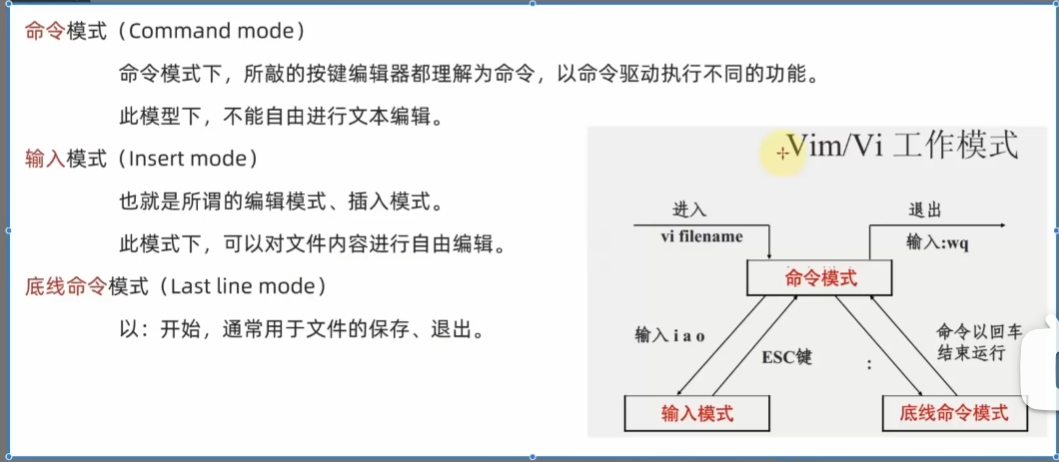 命令模式（Command mode）
命令模式下，所敲的按键编辑器都理解为命令，以命令驱动执行不同的功能。
此模型下，不能自由进行文本编辑。
输入模式（Insert mode）
也就是所谓的编辑模式、插入模式。
此模式下，可以对文件内容进行自由编辑。
底线命令模式（Last line mode）
以：开始，通常用于文件的保存、退出。
Vim/Vi 工作模式
进入
vi filename
退出
输入:wq
命令模式
输入 i a o
ESC键
:
命令以回车
结束运行
输入模式
底线命令模式